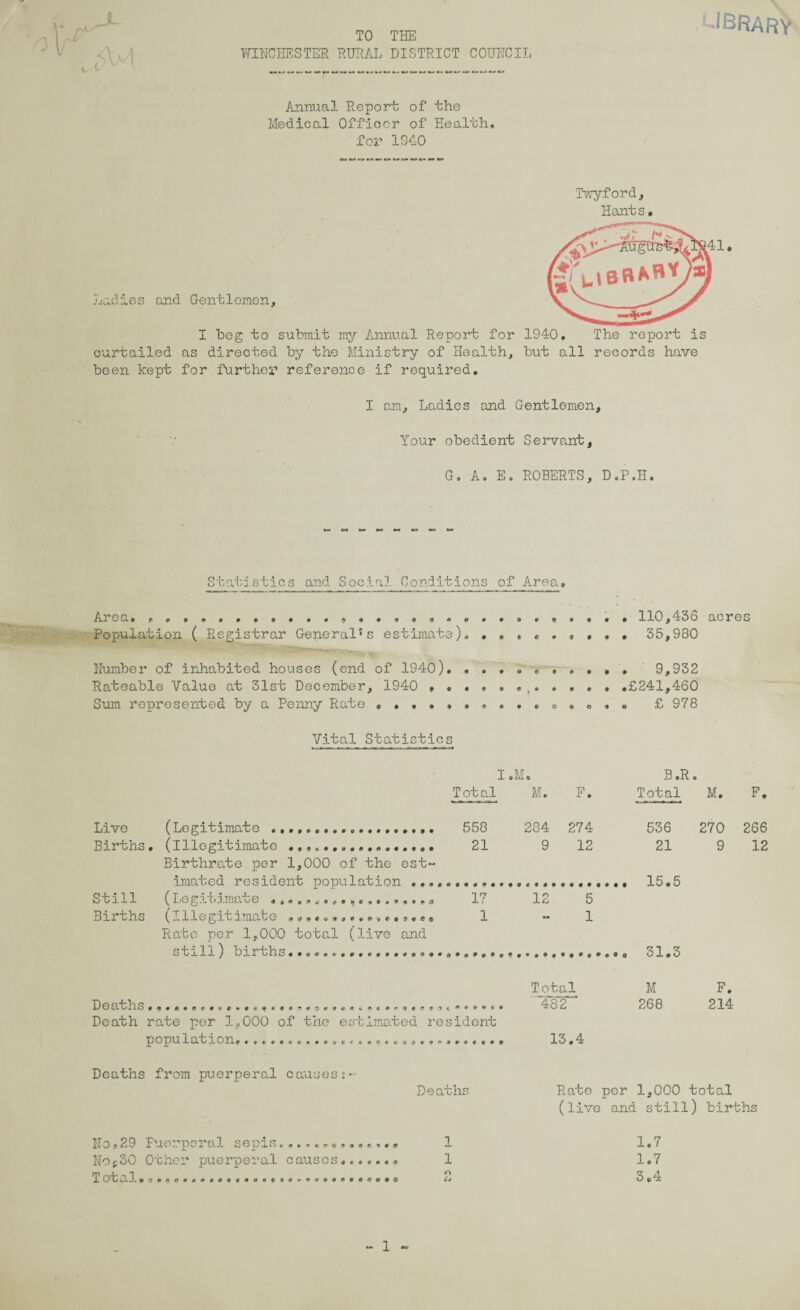 LIBRARY
TO THE
WINCHESTER RURAL DISTRICT COUNCIL
Annual Report of the
Medical Officer of Health,
for 1940
Twyford,
Hants.
August, 1941.
LIBRARY
Ladies and Gentlemen,
I beg to submit my Annual Report for 1940. The report is
curtailed as directed by the Ministry of Health, but all records have
been kept for further reference if required.
I am, Ladies and Gentlemen,
Your obedient Servant,
G. A. E. ROBERTS, D.P.H.
Statistics and Social Conditions of Area.
Area. . . . . . . . . . . . . . . . . . . . . . . . . . . . . 110,436 acres
Population ( Registrar General's estimate). . . . . . . . . . 35,980
Number of inhabited houses (end of 1940). . . . . . . . . . . 9,932
Rateable Value at 31st December, 1940 . . . . . . . . . . . .£241,460
Sum represented by a Penny Rate . . . . . . . . . . . . . . . £ 978
Vital Statistics
I.M. B.R.
Total M. F. Total M. F.
Live (Legitimate ................... 558 284 274 536 270 266
Births. (Illegitimate ................. 21 9 12 21 9 12
Birthrate per 1,000 of the est-
imated resident population .............................. 15.5
Still (Legitimate ................... 17 12 5
Births (Illegitimate ................. 1 - 1
Rate per 1,000 total (live and
still) births............................................ 31.3
Total M F.
Deaths............................................. 482 268 214
Death rate per 1,000 of the estimated resident
population..................................... 13.4
Deaths from puerperal causes:-
Deaths Rate per 1,000 total
(live and still) births
No.29 Puerperal sepis.............. 1 1.7
No.30 Other puerperal causes....... 1 1.7
Total.............................. 2 3.4
- 1 -